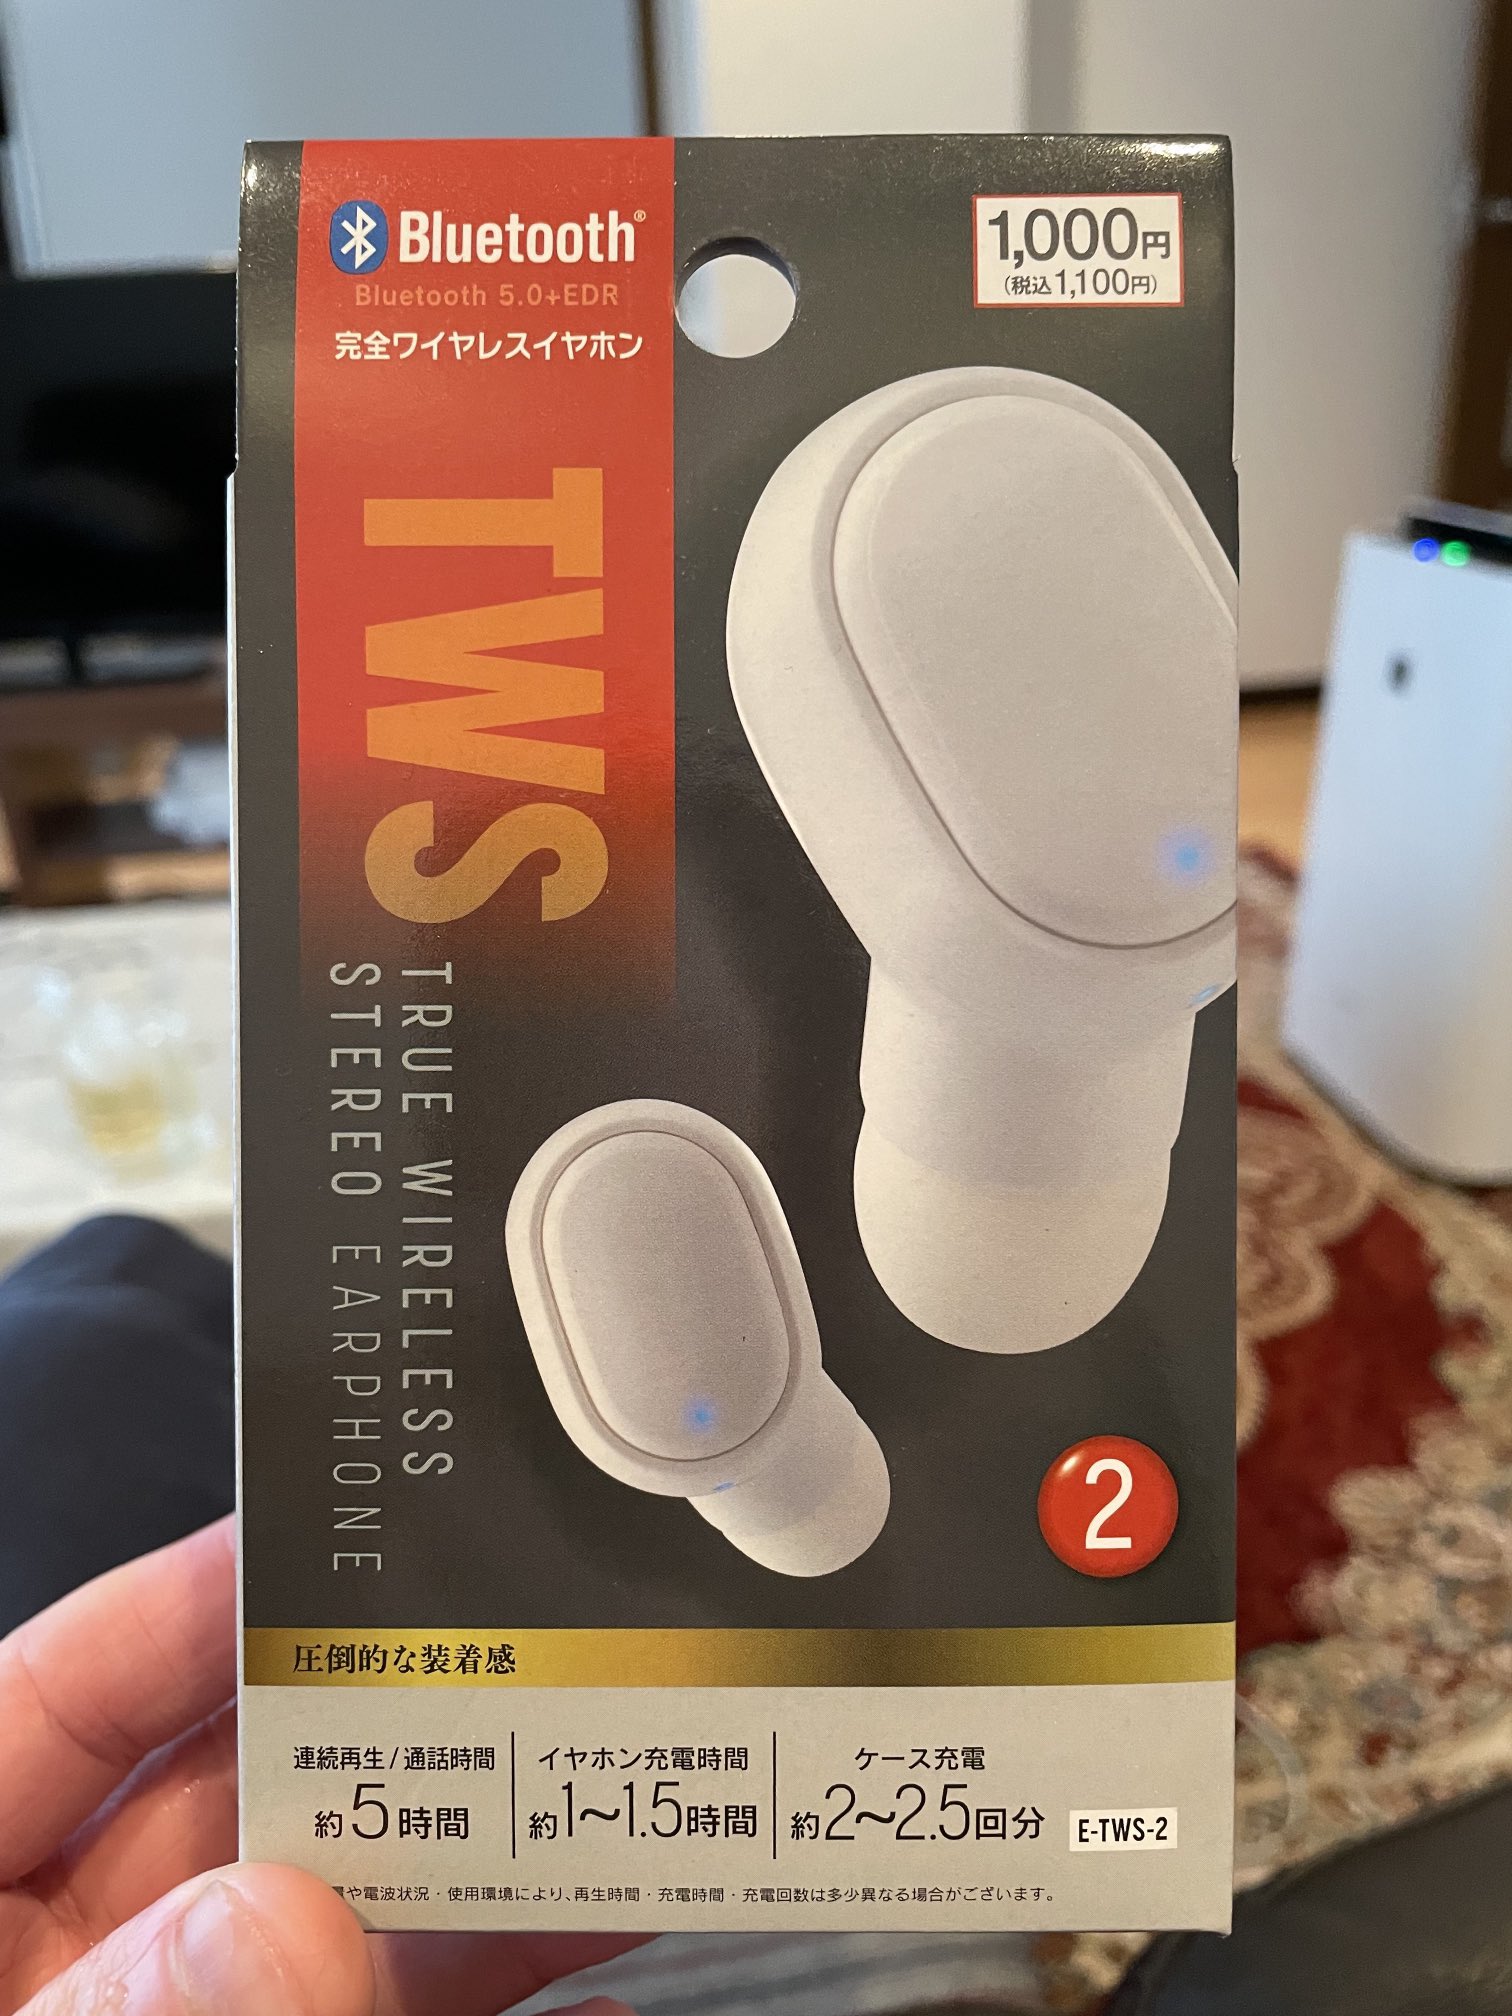 Bluetooth®
Bluetooth 5.0+EDR
完全ワイヤレスイヤホン
1,000円
(税込1,100円)
TWS
TRUE WIRELESS
STEREO EARPHONE
2
圧倒的な装着感
連続再生/通話時間
約5時間
イヤホン充電時間
約1~1.5時間
ケース充電
約2~2.5回分
E-TWS-2
や電波状況・使用環境により、再生時間・充電時間・充電回数は多少異なる場合がございます。